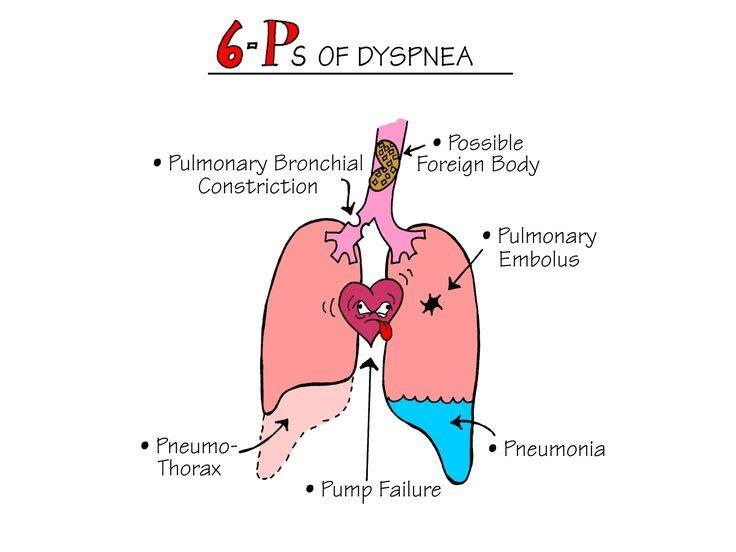 6-Ps OF DYSPNEA
• Possible
Foreign Body
• Pulmonary Bronchial
Constriction
• Pulmonary
Embolus
• Pneumo-
Thorax
• Pneumonia
• Pump Failure